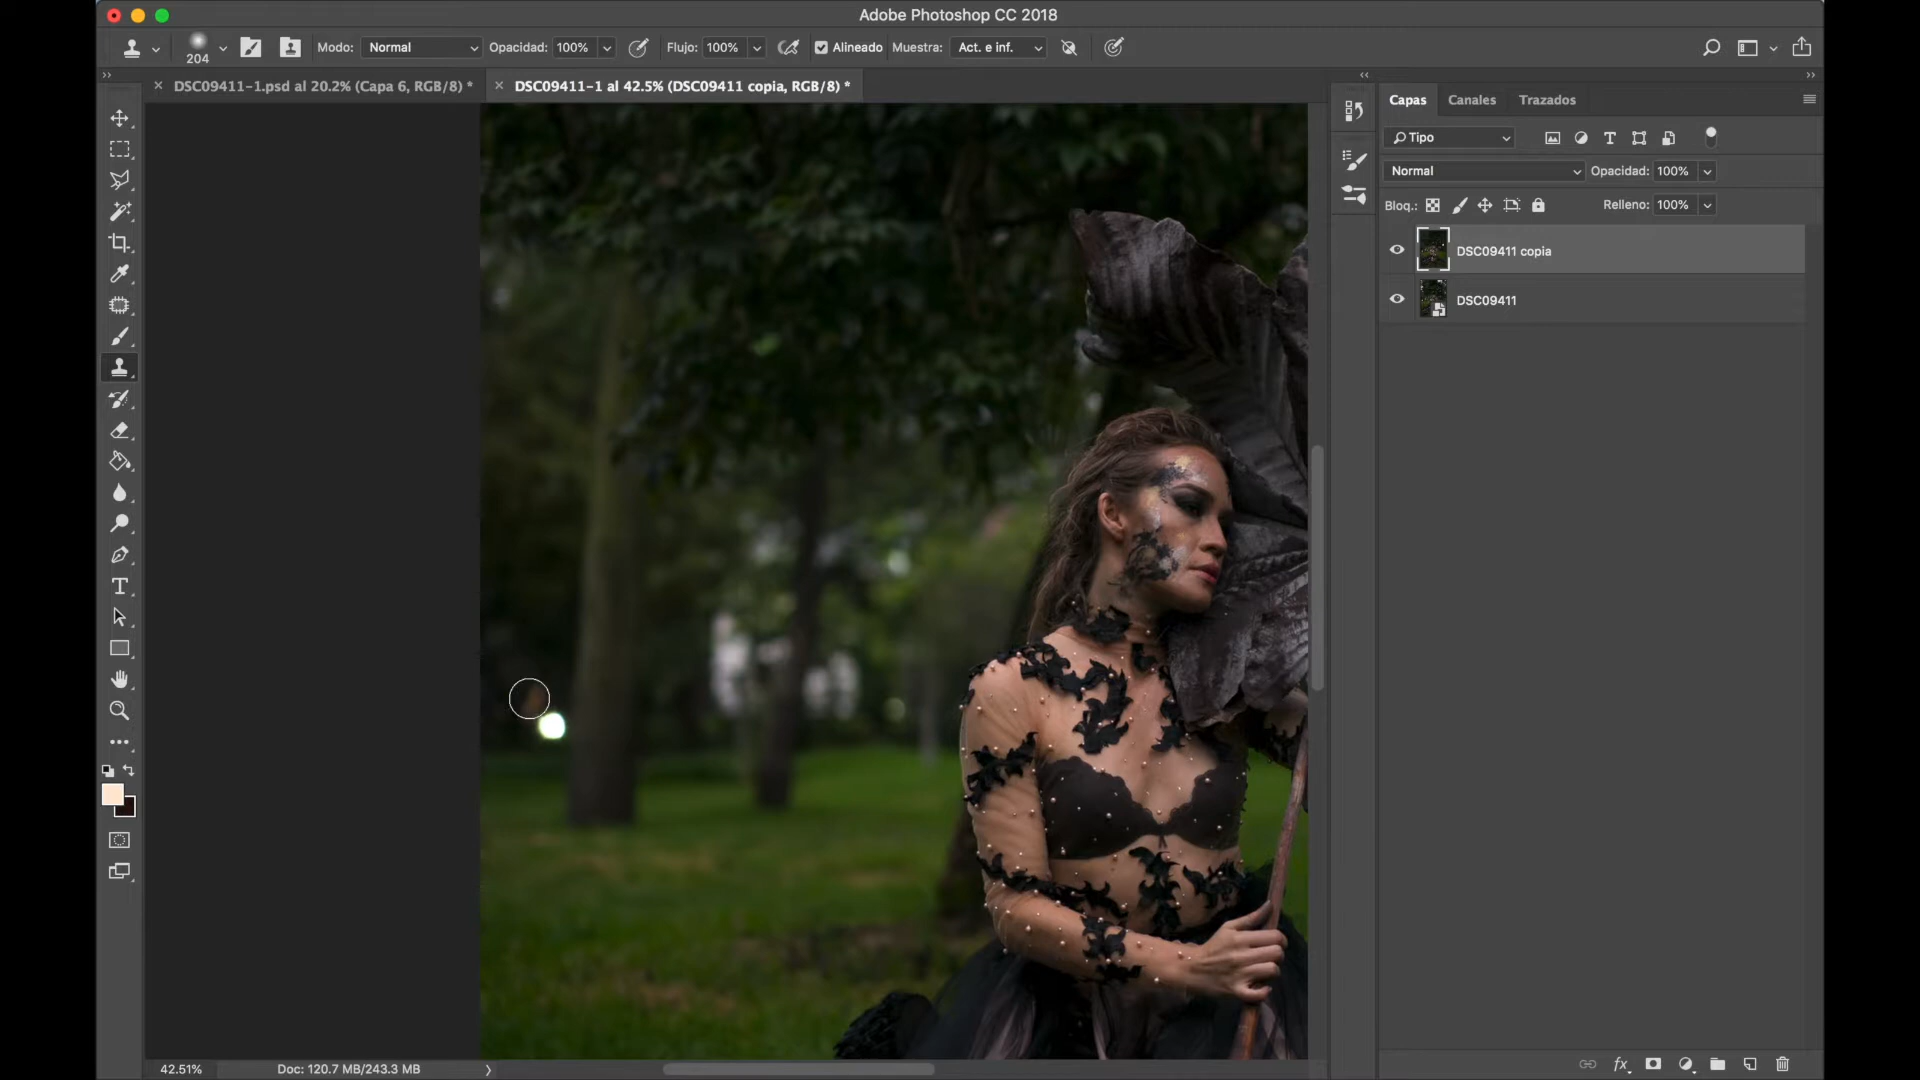 Adobe Photoshop CC 2018
204 Modo: Normal Opacidad: 100% Flujo: 100% Alineado Muestra: Act. e inf.
DSC09411-1.psd al 20.2% (Capa 6, RGB/8) * DSC09411-1 al 42.5% (DSC09411 copia, RGB/8) *
Capas Canales Trazados
Tipo
Normal Opacidad: 100%
Bloq.: Relleno: 100%
DSC09411 copia
DSC09411
42.51% Doc: 120.7 MB/243.3 MB